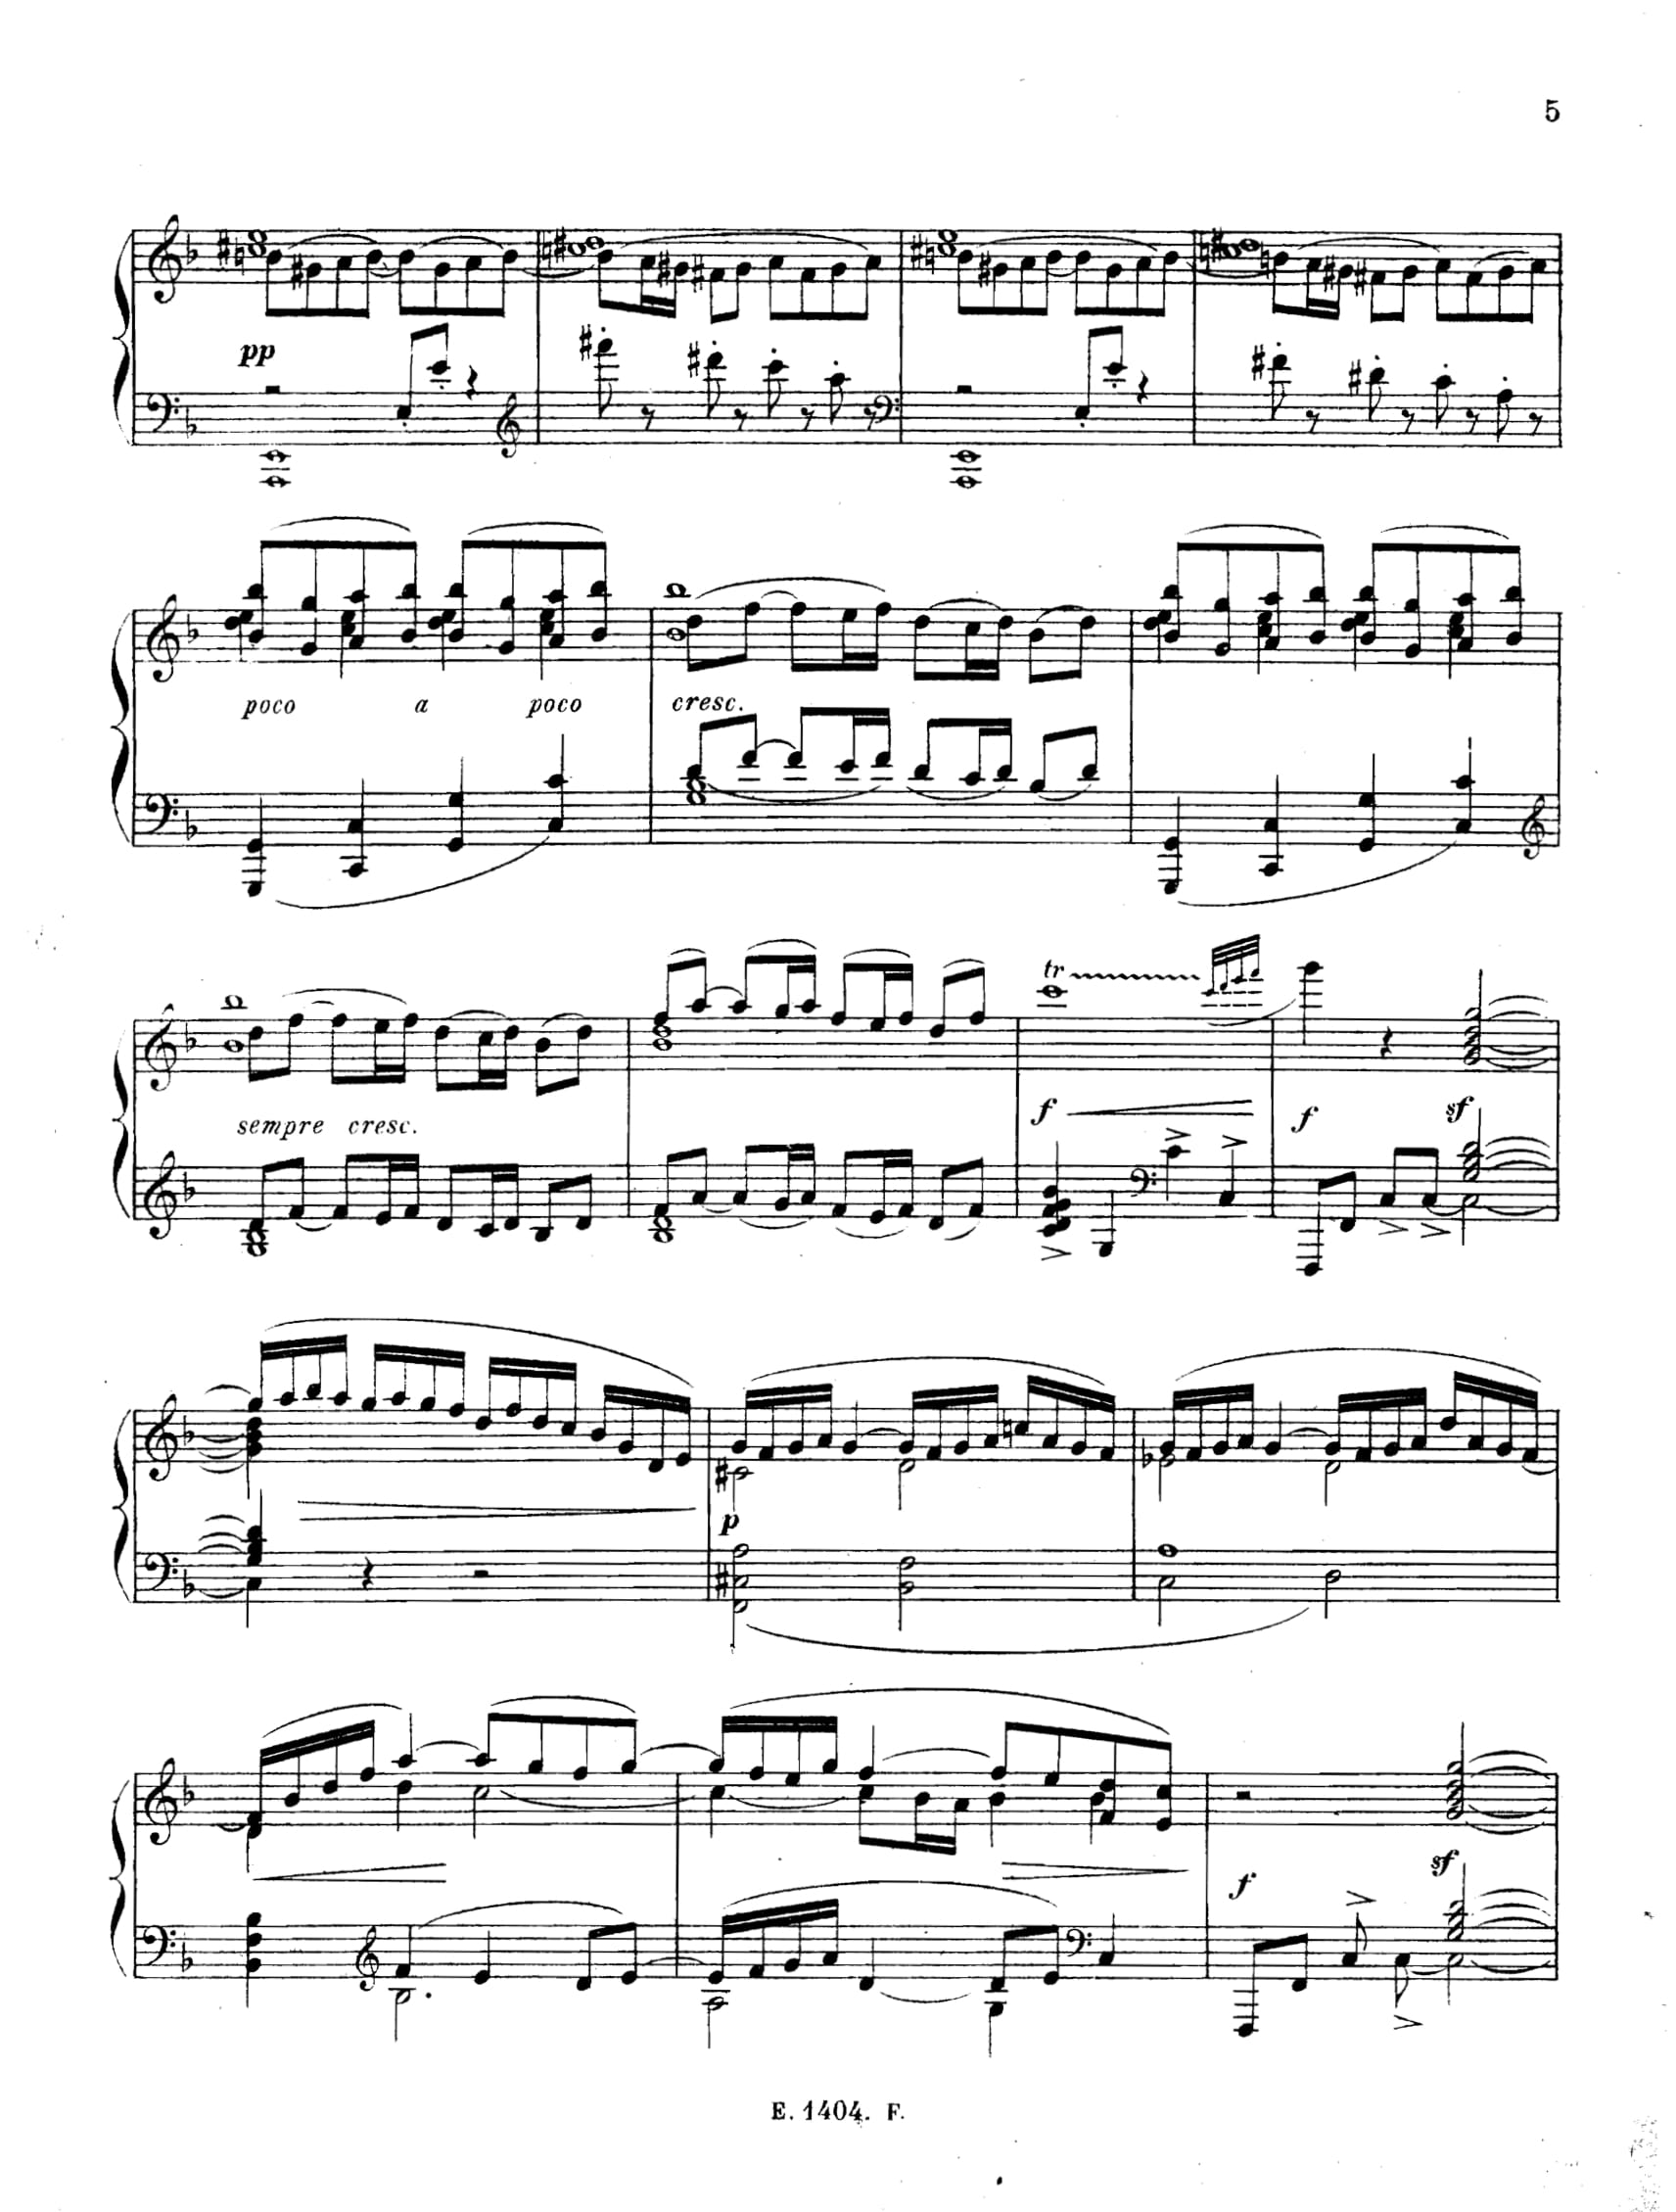 5
pp
poco a poco cresc.
tr
sempre cresc. f f sf
p
f sf
E. 1404. F.